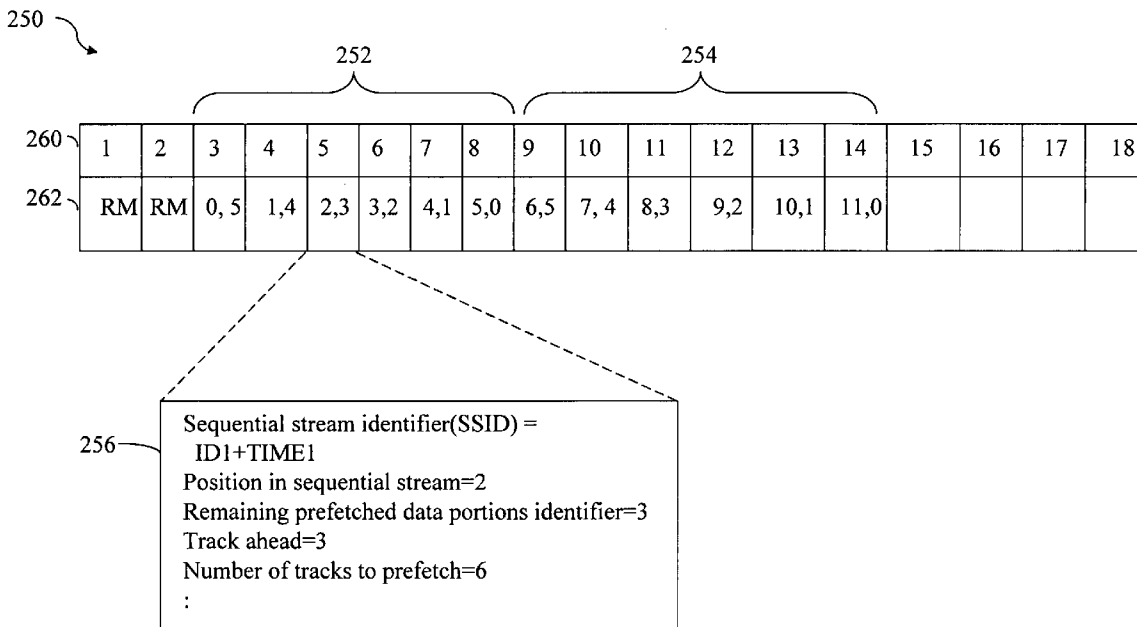 250
252 254
260 1 2 3 4 5 6 7 8 9 10 11 12 13 14 15 16 17 18
262 RM RM 0, 5 1,4 2,3 3,2 4,1 5,0 6,5 7, 4 8,3 9,2 10,1 11,0
256
Sequential stream identifier(SSID) =
ID1+TIME1
Position in sequential stream=2
Remaining prefetched data portions identifier=3
Track ahead=3
Number of tracks to prefetch=6
: